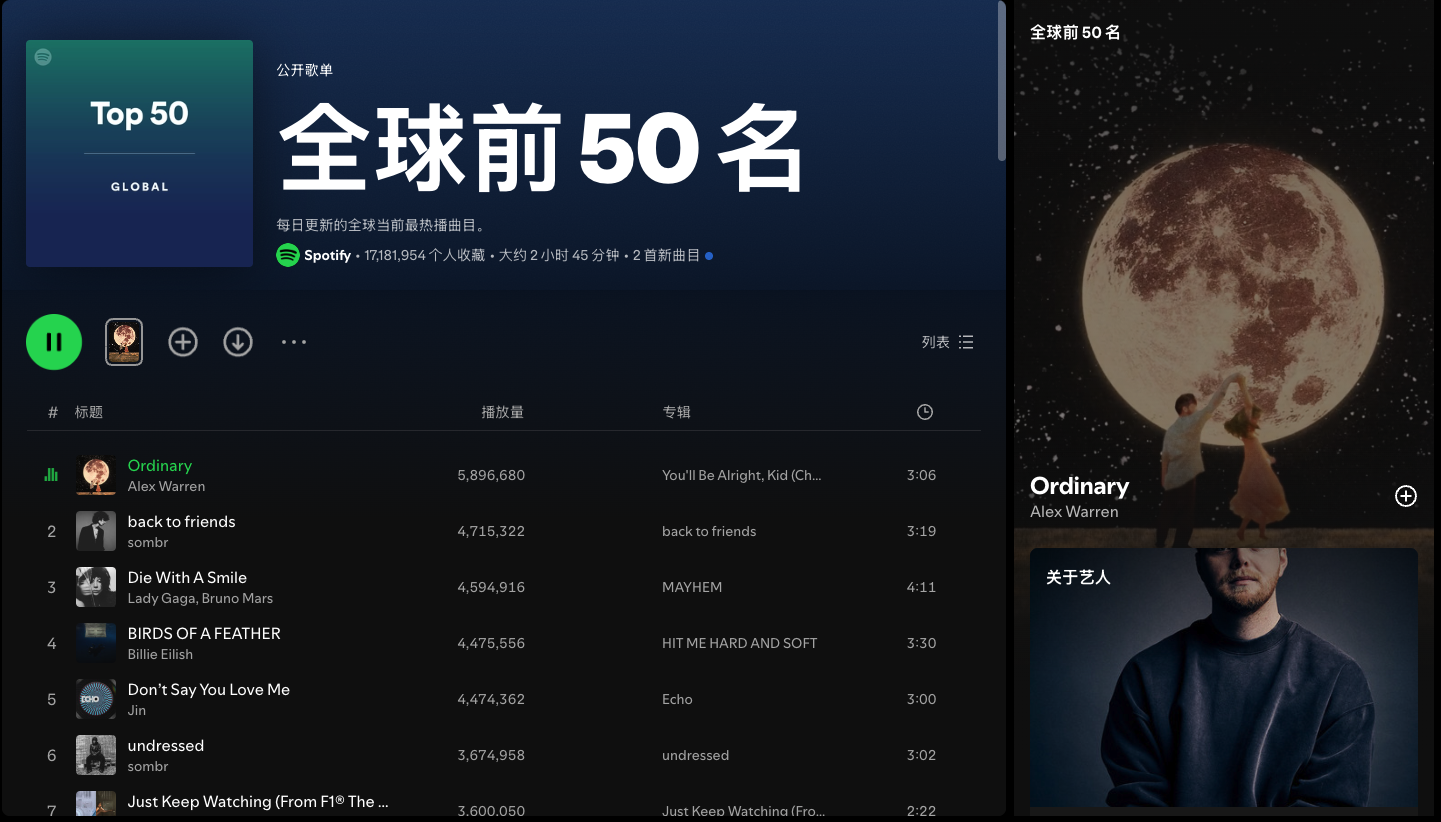 Top 50
GLOBAL
公开歌单
全球前 50 名
每日更新的全球当前最热播曲目。
Spotify • 17,181,954 个人收藏 • 大约 2 小时 45 分钟 • 2 首新曲目
列表
# 标题 播放量 专辑
Ordinary
Alex Warren
5,896,680 You'll Be Alright, Kid (Ch... 3:06
2 back to friends
sombr
4,715,322 back to friends 3:19
3 Die With A Smile
Lady Gaga, Bruno Mars
4,594,916 MAYHEM 4:11
4 BIRDS OF A FEATHER
Billie Eilish
4,475,556 HIT ME HARD AND SOFT 3:30
5 Don’t Say You Love Me
Jin
4,474,362 Echo 3:00
ECHO
6 undressed
sombr
3,674,958 undressed 3:02
7 Just Keep Watching (From F1® The ...
3,600,050 Just Keep Watching (Fro... 2:22
全球前 50 名
Ordinary
Alex Warren
关于艺人